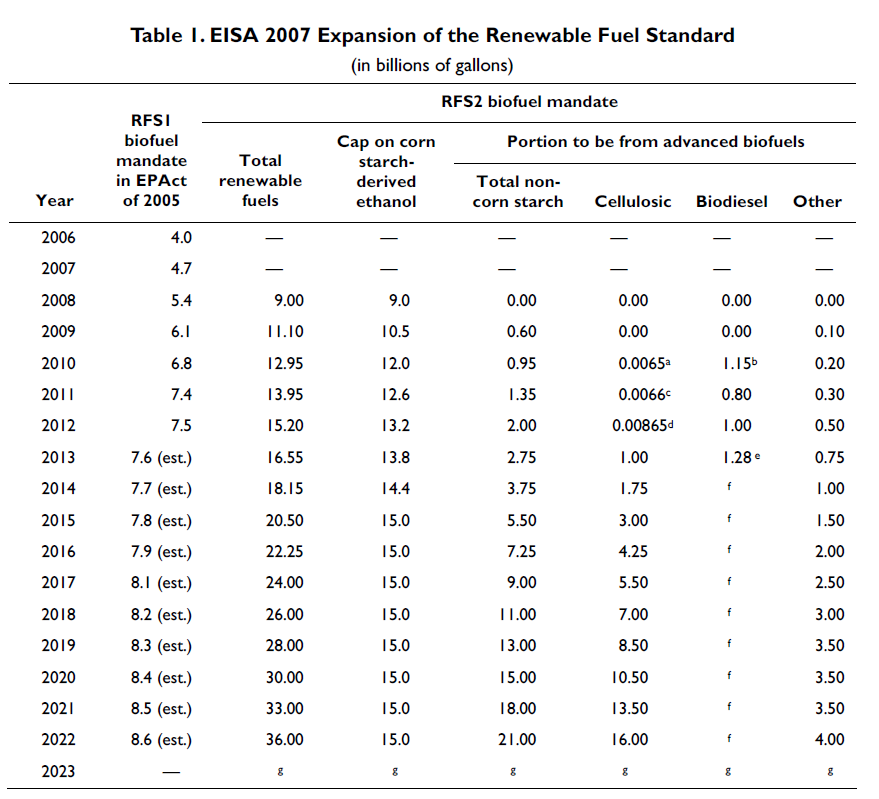 Table 1. EISA 2007 Expansion of the Renewable Fuel Standard
(in billions of gallons)
RFS2 biofuel mandate
RFS1
biofuel
mandate
in EPAct
of 2005
Total
renewable
fuels
Cap on corn
starch-
derived
ethanol
Portion to be from advanced biofuels
Year
Total non-
corn starch
Cellulosic
Biodiesel
Other
2006 4.0 — — — — — —
2007 4.7 — — — — — —
2008 5.4 9.00 9.0 0.00 0.00 0.00 0.00
2009 6.1 11.10 10.5 0.60 0.00 0.00 0.10
2010 6.8 12.95 12.0 0.95 0.0065ᵃ 1.15ᵇ 0.20
2011 7.4 13.95 12.6 1.35 0.0066ᶜ 0.80 0.30
2012 7.5 15.20 13.2 2.00 0.00865ᵈ 1.00 0.50
2013 7.6 (est.) 16.55 13.8 2.75 1.00 1.28 ᵉ 0.75
2014 7.7 (est.) 18.15 14.4 3.75 1.75 ᶠ 1.00
2015 7.8 (est.) 20.50 15.0 5.50 3.00 ᶠ 1.50
2016 7.9 (est.) 22.25 15.0 7.25 4.25 ᶠ 2.00
2017 8.1 (est.) 24.00 15.0 9.00 5.50 ᶠ 2.50
2018 8.2 (est.) 26.00 15.0 11.00 7.00 ᶠ 3.00
2019 8.3 (est.) 28.00 15.0 13.00 8.50 ᶠ 3.50
2020 8.4 (est.) 30.00 15.0 15.00 10.50 ᶠ 3.50
2021 8.5 (est.) 33.00 15.0 18.00 13.50 ᶠ 3.50
2022 8.6 (est.) 36.00 15.0 21.00 16.00 ᶠ 4.00
2023 — ᵍ ᵍ ᵍ ᵍ ᵍ ᵍ